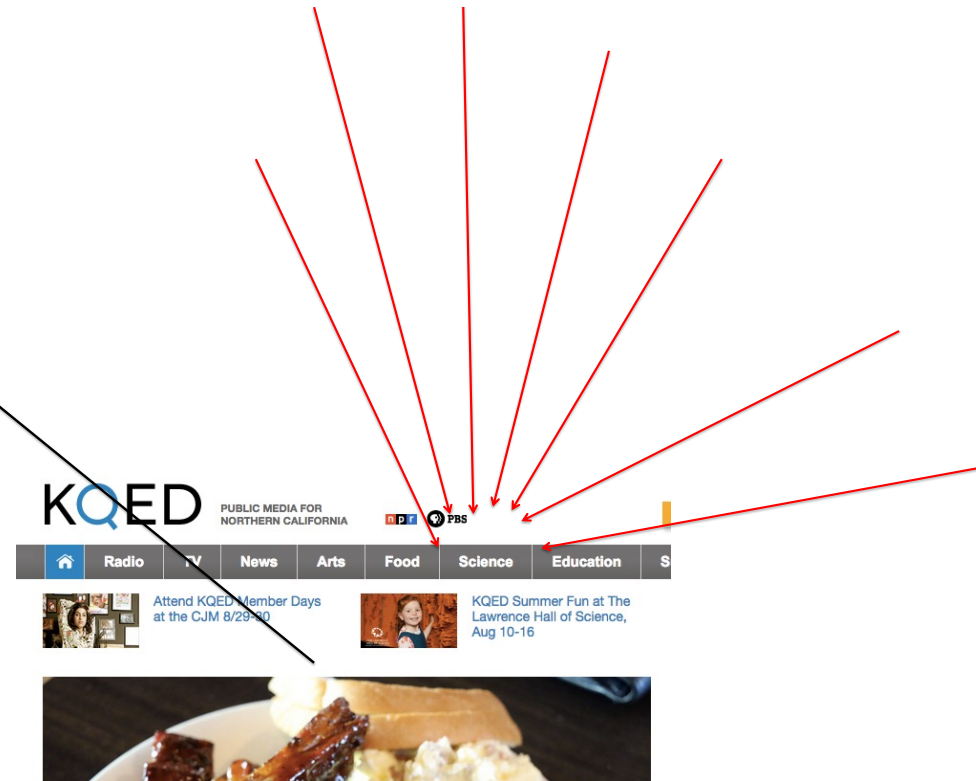 KQED
PUBLIC MEDIA FOR
NORTHERN CALIFORNIA
npr PBS
Radio TV News Arts Food Science Education S
Attend KQED Member Days
at the CJM 8/29-30
KQED Summer Fun at The
Lawrence Hall of Science,
Aug 10-16